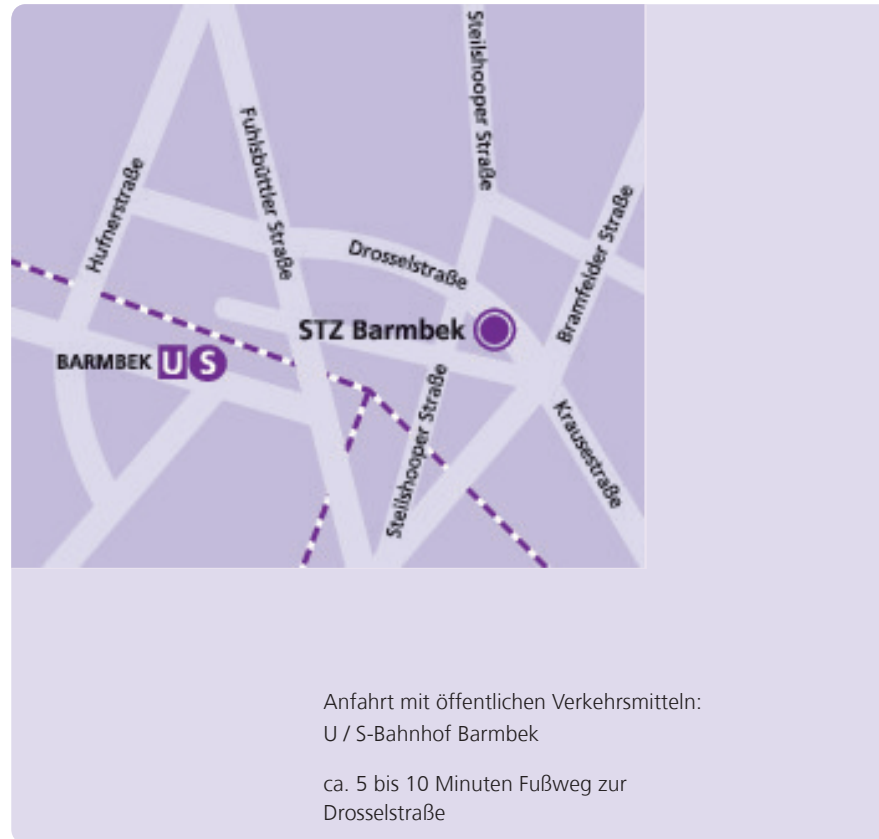 Steilshooper Straße
Fuhlsbüttler Straße
Hufnerstraße
Drosselstraße
Bramfelder Straße
STZ Barmbek
BARMBEK U S
Steilshooper Straße
Krausestraße
Anfahrt mit öffentlichen Verkehrsmitteln:
U / S-Bahnhof Barmbek
ca. 5 bis 10 Minuten Fußweg zur
Drosselstraße